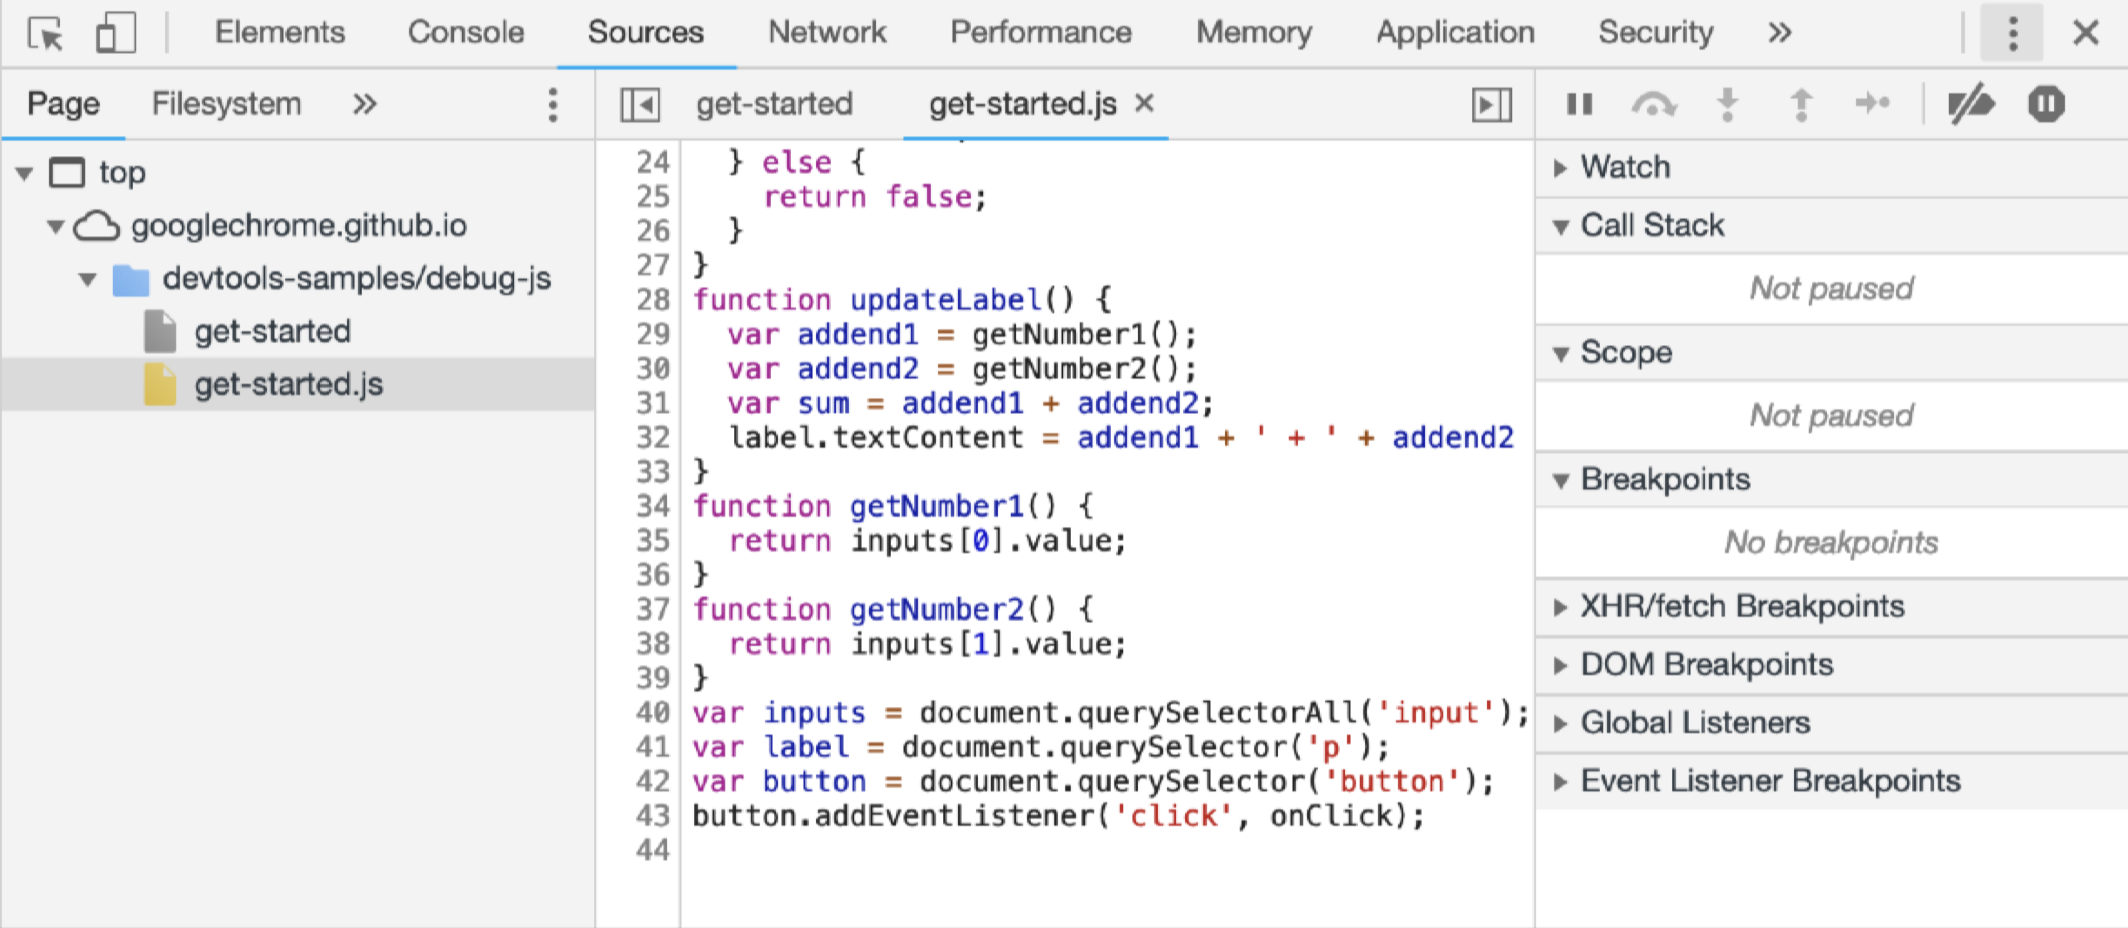 Elements Console Sources Network Performance Memory Application Security »
Page Filesystem »
top
googlechrome.github.io
devtools-samples/debug-js
get-started
get-started.js
get-started get-started.js ×
24   } else {
25     return false;
26   }
27 }
28 function updateLabel() {
29   var addend1 = getNumber1();
30   var addend2 = getNumber2();
31   var sum = addend1 + addend2;
32   label.textContent = addend1 + ' + ' + addend2
33 }
34 function getNumber1() {
35   return inputs[0].value;
36 }
37 function getNumber2() {
38   return inputs[1].value;
39 }
40 var inputs = document.querySelectorAll('input');
41 var label = document.querySelector('p');
42 var button = document.querySelector('button');
43 button.addEventListener('click', onClick);
44
Watch
Call Stack
Not paused
Scope
Not paused
Breakpoints
No breakpoints
XHR/fetch Breakpoints
DOM Breakpoints
Global Listeners
Event Listener Breakpoints